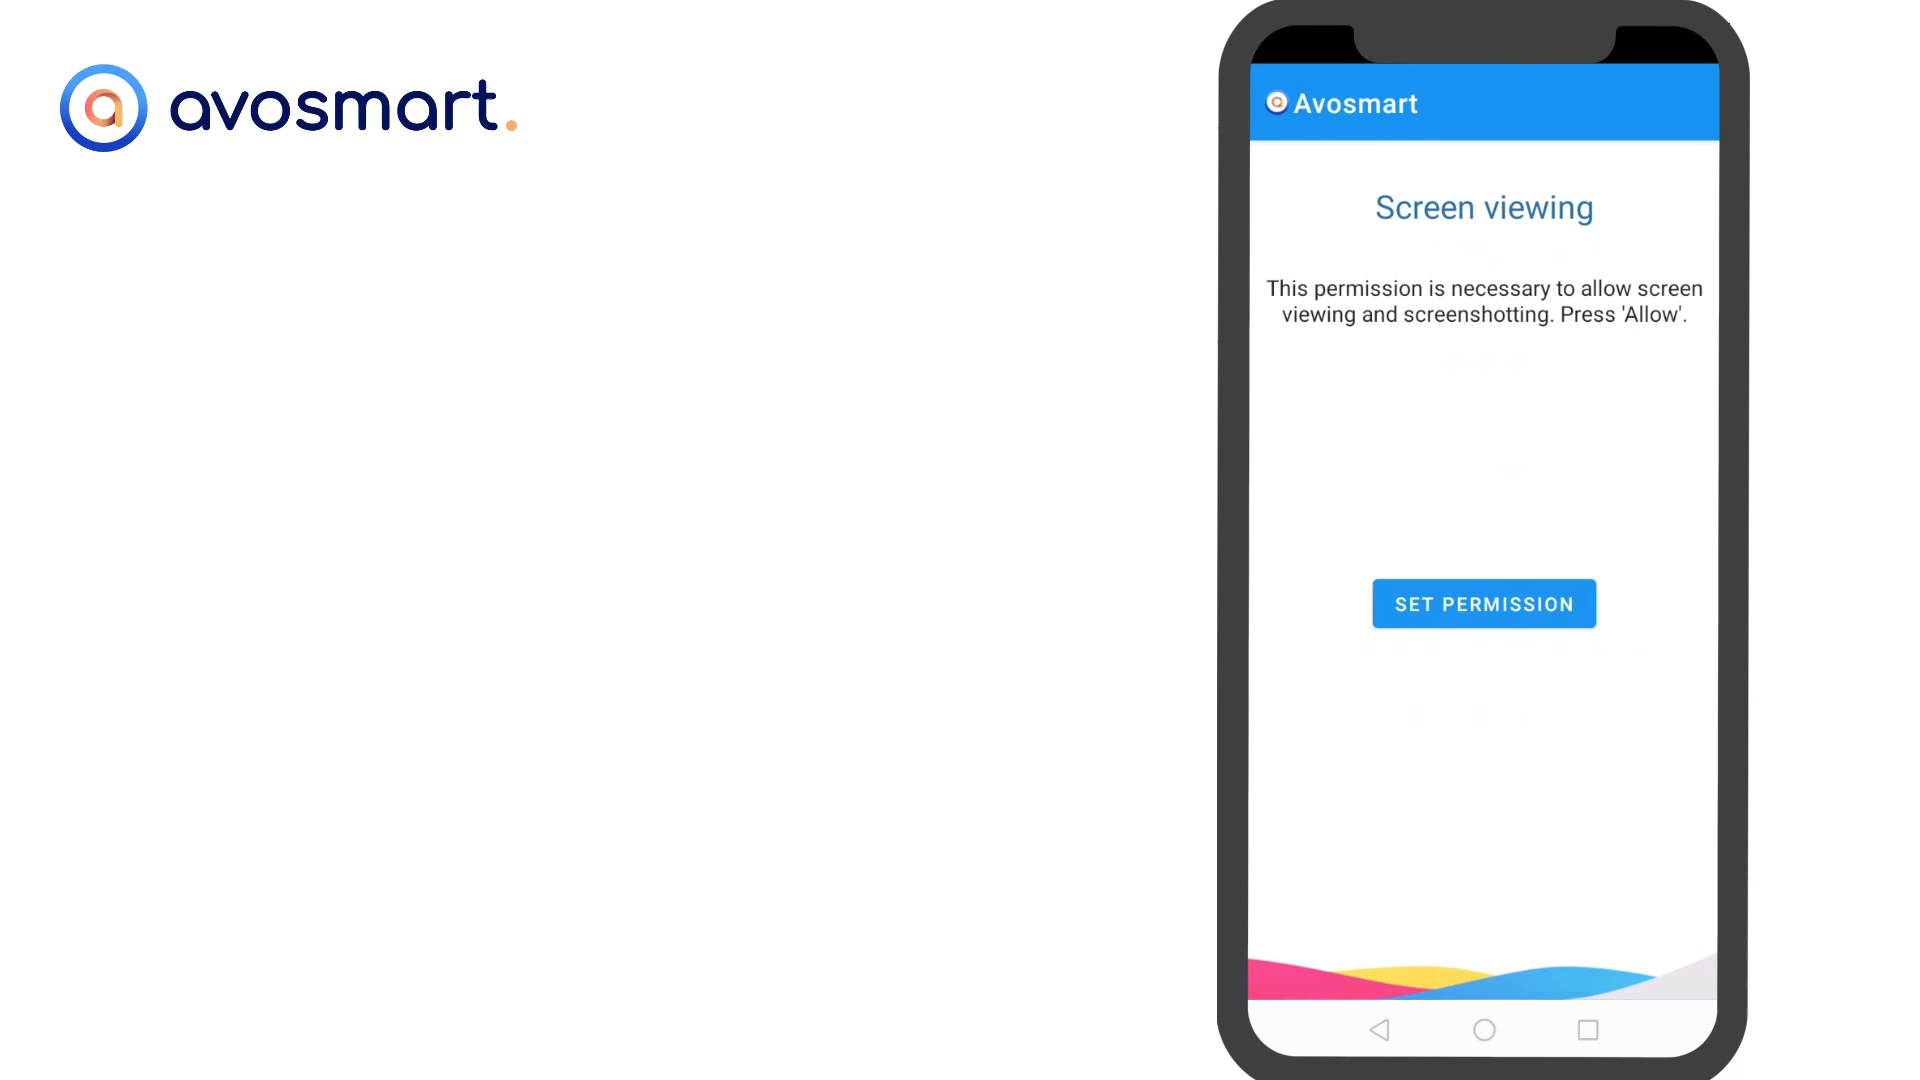 avosmart.
Avosmart
Screen viewing
This permission is necessary to allow screen
viewing and screenshotting. Press 'Allow'.
SET PERMISSION